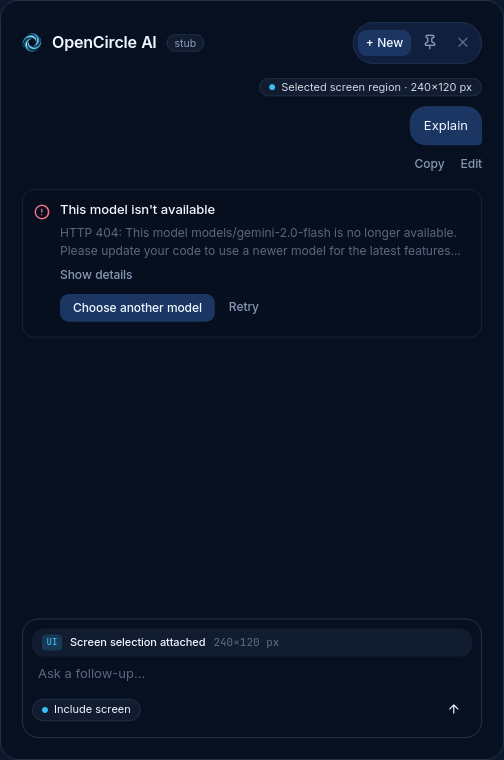 OpenCircle AI stub + New
Selected screen region · 240×120 px
Explain
Copy Edit
This model isn't available
HTTP 404: This model models/gemini-2.0-flash is no longer available.
Please update your code to use a newer model for the latest features...
Show details
Choose another model Retry
UI Screen selection attached 240×120 px
Ask a follow-up...
Include screen